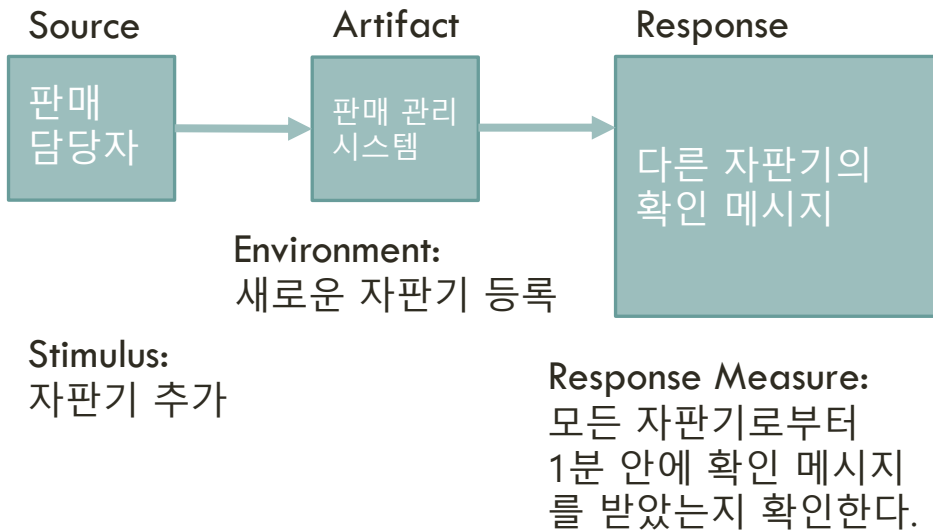 Source
Artifact
Response
판매
담당자
판매 관리
시스템
다른 자판기의
확인 메시지
Environment:
새로운 자판기 등록
Stimulus:
자판기 추가
Response Measure:
모든 자판기로부터
1분 안에 확인 메시지
를 받았는지 확인한다.